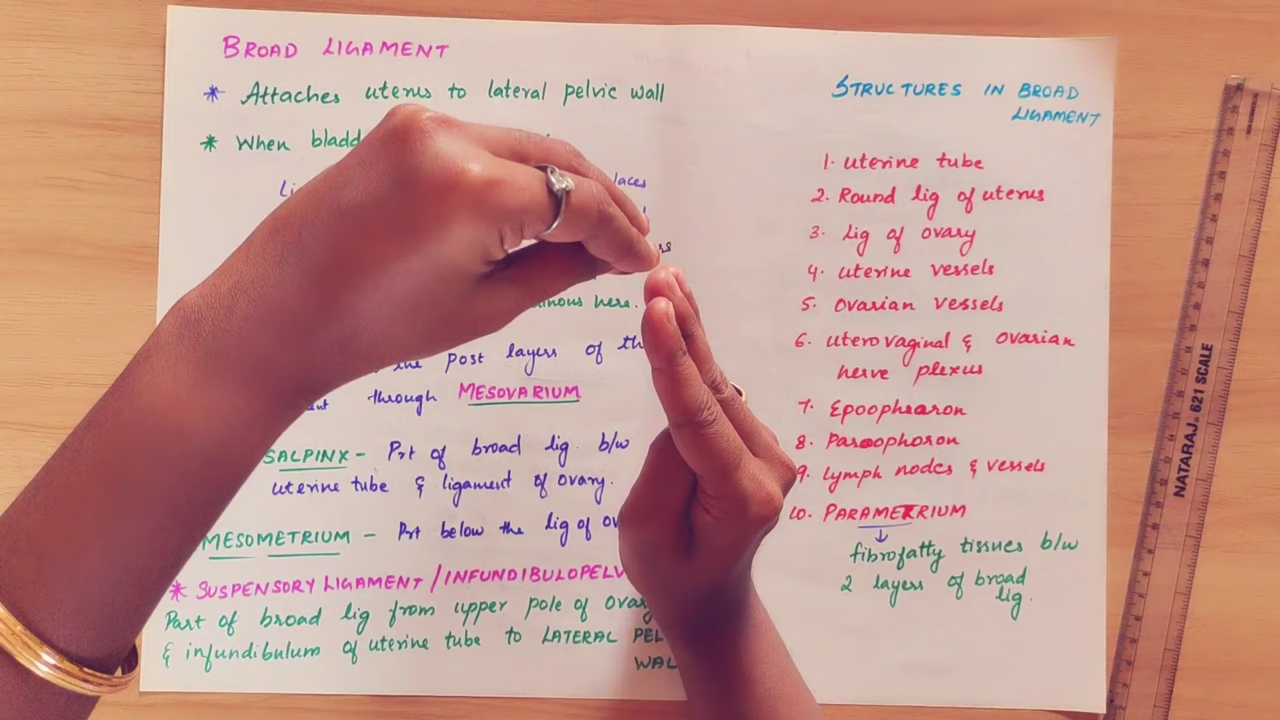 BROAD LIGAMENT
* Attaches uterus to lateral pelvic wall
* When bladd
Li laces
ss
nous here.
the post layers of th
ant through MESOVARIUM
SALPINX - Prt of broad lig. b/w
uterine tube & ligament of ovary.
MESOMETRIUM - Prt below the lig of ov
* SUSPENSORY LIGAMENT / INFUNDIBULOPELV
Part of broad lig from upper pole of ovar
& infundibulum of uterine tube to LATERAL PEL
WAL
STRUCTURES IN BROAD
LIGAMENT
1. uterine tube
2. Round lig of uterus
3. lig of ovary
4. uterine vessels
5. ovarian vessels
6. uterovaginal & ovarian
nerve plexus
7. Epoophearon
8. Paroophoron
9. lymph nodes & vessels
10. PARAMETRIUM
fibrofatty tissues b/w
2 layers of broad
lig.
NATARAJ 621 SCALE